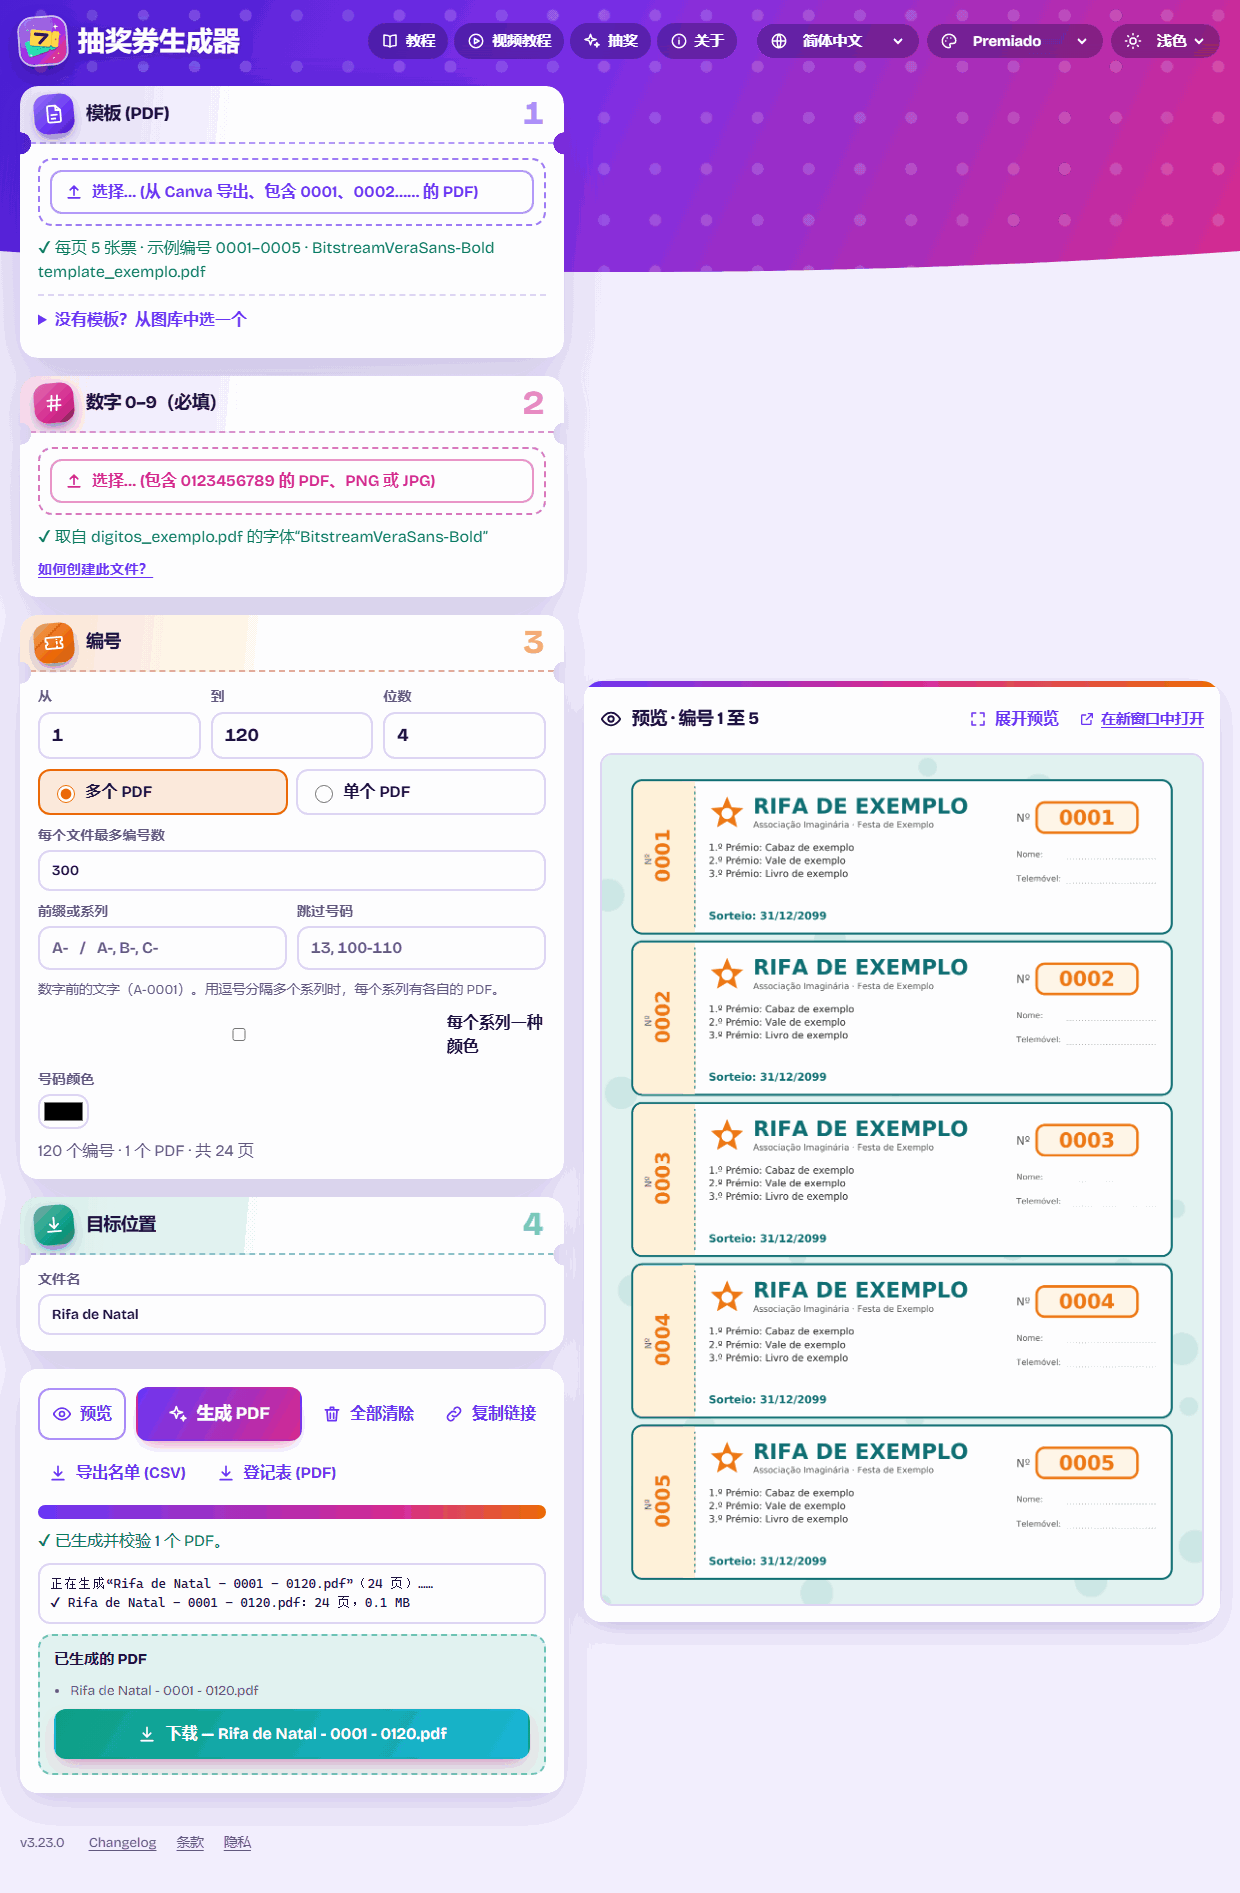 抽奖券生成器
教程
视频教程
抽奖
关于
简体中文
Premiado
浅色
模板 (PDF)
1
选择... (从 Canva 导出、包含 0001、0002…… 的 PDF)
✓ 每页 5 张票 · 示例编号 0001–0005 · BitstreamVeraSans-Bold
template_exemplo.pdf
没有模板？从图库中选一个
数字 0–9（必填）
2
选择... (包含 0123456789 的 PDF、PNG 或 JPG)
✓ 取自 digitos_exemplo.pdf 的字体“BitstreamVeraSans-Bold”
如何创建此文件？
编号
3
从
到
位数
1
120
4
多个 PDF
单个 PDF
每个文件最多编号数
300
前缀或系列
跳过号码
A- / A-, B-, C-
13, 100-110
数字前的文字（A-0001）。用逗号分隔多个系列时，每个系列有各自的 PDF。
每个系列一种
颜色
号码颜色
120 个编号 · 1 个 PDF · 共 24 页
目标位置
4
文件名
Rifa de Natal
预览
生成 PDF
全部清除
复制链接
导出名单 (CSV)
登记表 (PDF)
✓ 已生成并校验 1 个 PDF。
正在生成“Rifa de Natal – 0001 – 0120.pdf”（24 页）……
✓ Rifa de Natal – 0001 – 0120.pdf：24 页，0.1 MB
已生成的 PDF
• Rifa de Natal - 0001 - 0120.pdf
下载 — Rifa de Natal - 0001 - 0120.pdf
v3.23.0
Changelog
条款
隐私
预览 · 编号 1 至 5
展开预览
在新窗口中打开
Nº 0001
RIFA DE EXEMPLO
Associação Imaginária · Festa de Exemplo
1.º Prémio: Cabaz de exemplo
2.º Prémio: Vale de exemplo
3.º Prémio: Livro de exemplo
Sorteio: 31/12/2099
Nº 0001
Nome:
Telemóvel:
Nº 0002
RIFA DE EXEMPLO
Associação Imaginária · Festa de Exemplo
1.º Prémio: Cabaz de exemplo
2.º Prémio: Vale de exemplo
3.º Prémio: Livro de exemplo
Sorteio: 31/12/2099
Nº 0002
Nome:
Telemóvel:
Nº 0003
RIFA DE EXEMPLO
Associação Imaginária · Festa de Exemplo
1.º Prémio: Cabaz de exemplo
2.º Prémio: Vale de exemplo
3.º Prémio: Livro de exemplo
Sorteio: 31/12/2099
Nº 0003
Nome:
Telemóvel:
Nº 0004
RIFA DE EXEMPLO
Associação Imaginária · Festa de Exemplo
1.º Prémio: Cabaz de exemplo
2.º Prémio: Vale de exemplo
3.º Prémio: Livro de exemplo
Sorteio: 31/12/2099
Nº 0004
Nome:
Telemóvel:
Nº 0005
RIFA DE EXEMPLO
Associação Imaginária · Festa de Exemplo
1.º Prémio: Cabaz de exemplo
2.º Prémio: Vale de exemplo
3.º Prémio: Livro de exemplo
Sorteio: 31/12/2099
Nº 0005
Nome:
Telemóvel: